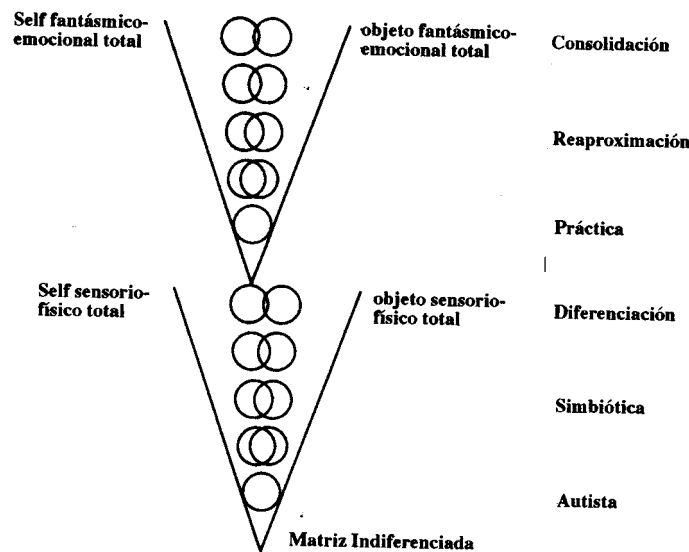 Self fantásmico-
emocional total
objeto fantásmico-
emocional total
Consolidación
Reaproximación
Práctica
Self sensorio-
físico total
objeto sensorio-
físico total
Diferenciación
Simbiótica
Autista
Matriz Indiferenciada